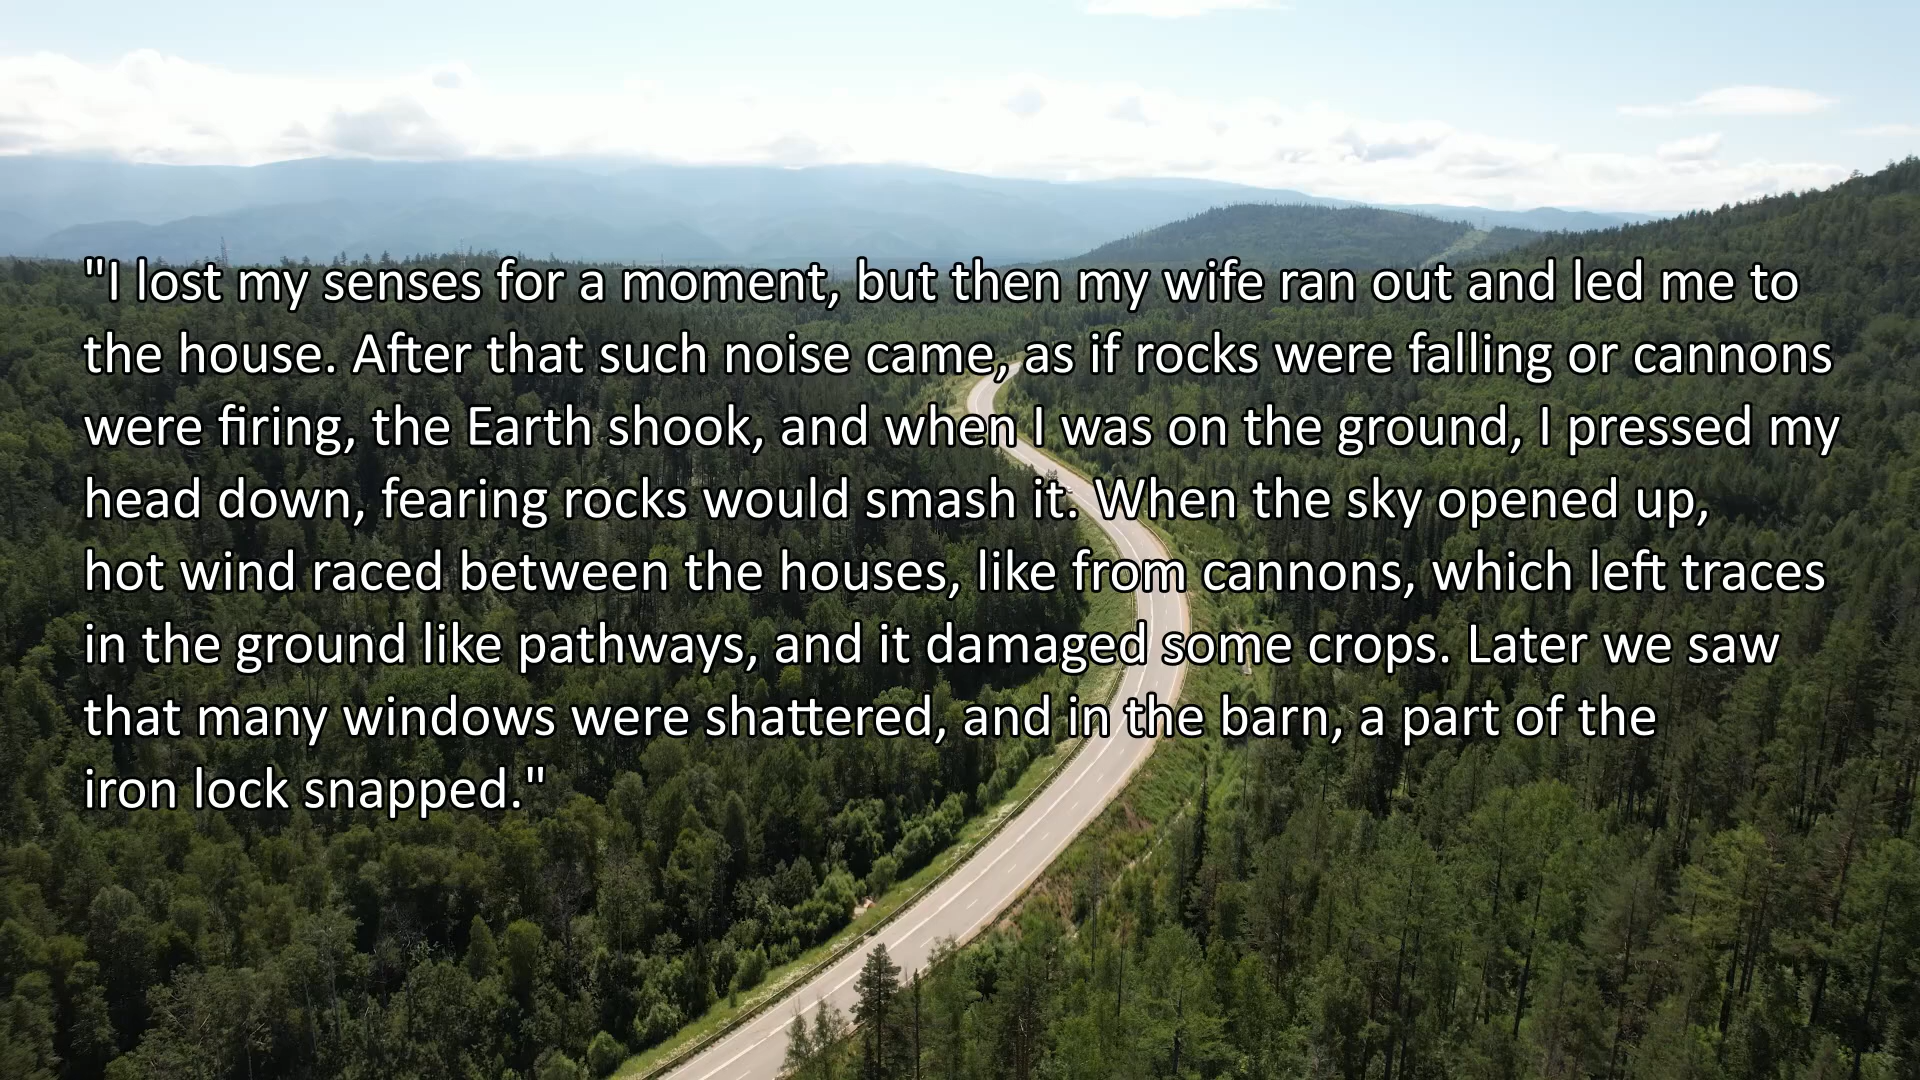 "I lost my senses for a moment, but then my wife ran out and led me to
the house. After that such noise came, as if rocks were falling or cannons
were firing, the Earth shook, and when I was on the ground, I pressed my
head down, fearing rocks would smash it. When the sky opened up,
hot wind raced between the houses, like from cannons, which left traces
in the ground like pathways, and it damaged some crops. Later we saw
that many windows were shattered, and in the barn, a part of the
iron lock snapped."